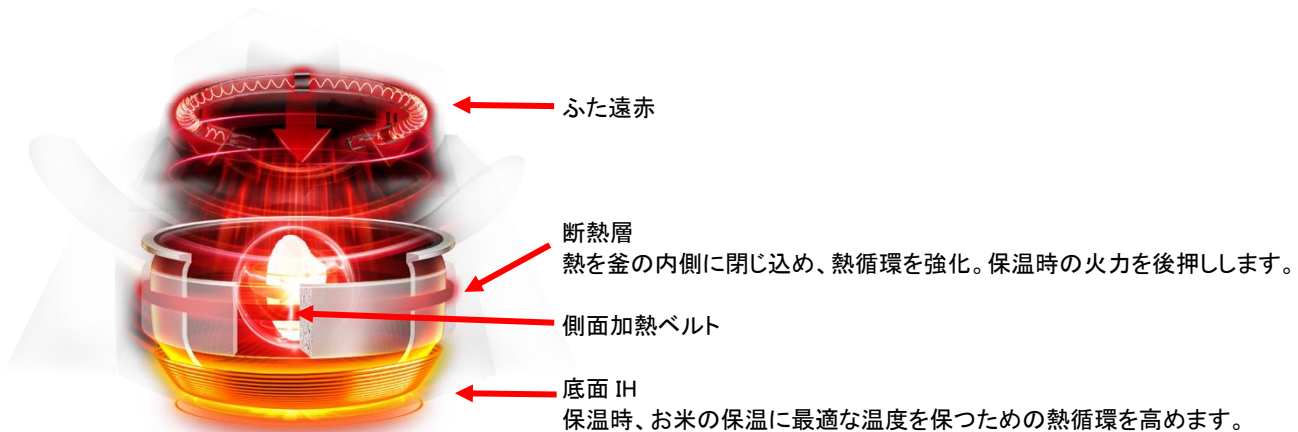 ふた遠赤
断熱層
熱を釜の内側に閉じ込め、熱循環を強化。保温時の火力を後押しします。
側面加熱ベルト
底面 IH
保温時、お米の保温に最適な温度を保つための熱循環を高めます。